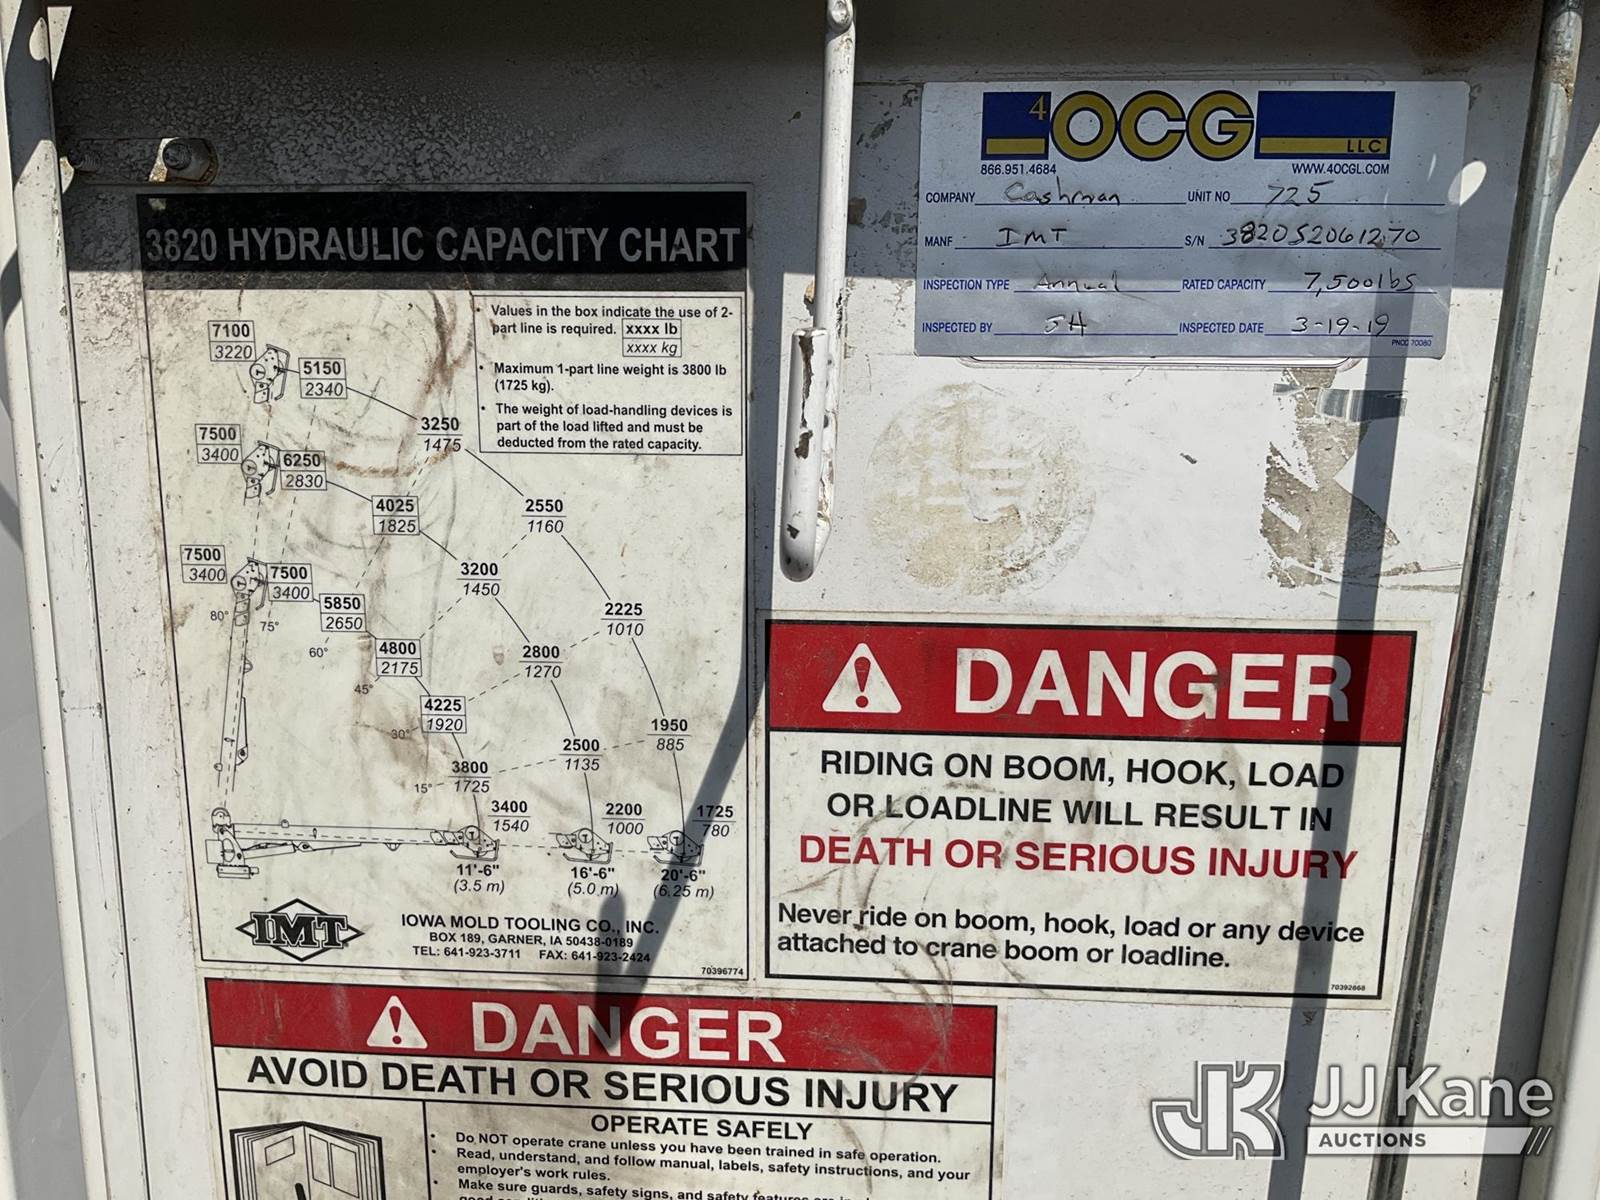 4 OCG LLC
866.951.4684 WWW.4OCGL.COM
COMPANY Cashman UNIT NO 725
MANF IMT S/N 3820S2061270
INSPECTION TYPE Annual RATED CAPACITY 7,500lbs
INSPECTED BY JH INSPECTED DATE 3-19-19
3820 HYDRAULIC CAPACITY CHART
• Values in the box indicate the use of 2-
part line is required. xxxx lb
xxxx kg
• Maximum 1-part line weight is 3800 lb
(1725 kg).
• The weight of load-handling devices is
part of the load lifted and must be
deducted from the rated capacity.
7100
3220
5150
2340
3250
1475
7500
3400
6250
2830
4025
1825
2550
1160
7500
3400
7500
3400
3200
1450
5850
2650
2225
1010
80°
75°
60°
4800
2175
2800
1270
45°
4225
1920
30°
1950
885
2500
1135
3800
1725
15°
3400
1540
2200
1000
1725
780
11'-6"
(3.5 m)
16'-6"
(5.0 m)
20'-6"
(6.25 m)
IMT
IOWA MOLD TOOLING CO., INC.
BOX 189, GARNER, IA 50438-0189
TEL: 641-923-3711 FAX: 641-923-2424
70396774
DANGER
RIDING ON BOOM, HOOK, LOAD
OR LOADLINE WILL RESULT IN
DEATH OR SERIOUS INJURY
Never ride on boom, hook, load or any device
attached to crane boom or loadline.
70392868
DANGER
AVOID DEATH OR SERIOUS INJURY
OPERATE SAFELY
• Do NOT operate crane unless you have been trained in safe operation.
• Read, understand, and follow manual, labels, safety instructions, and your
employer's work rules.
• Make sure guards, safety signs, and safety features are
JJ Kane
AUCTIONS